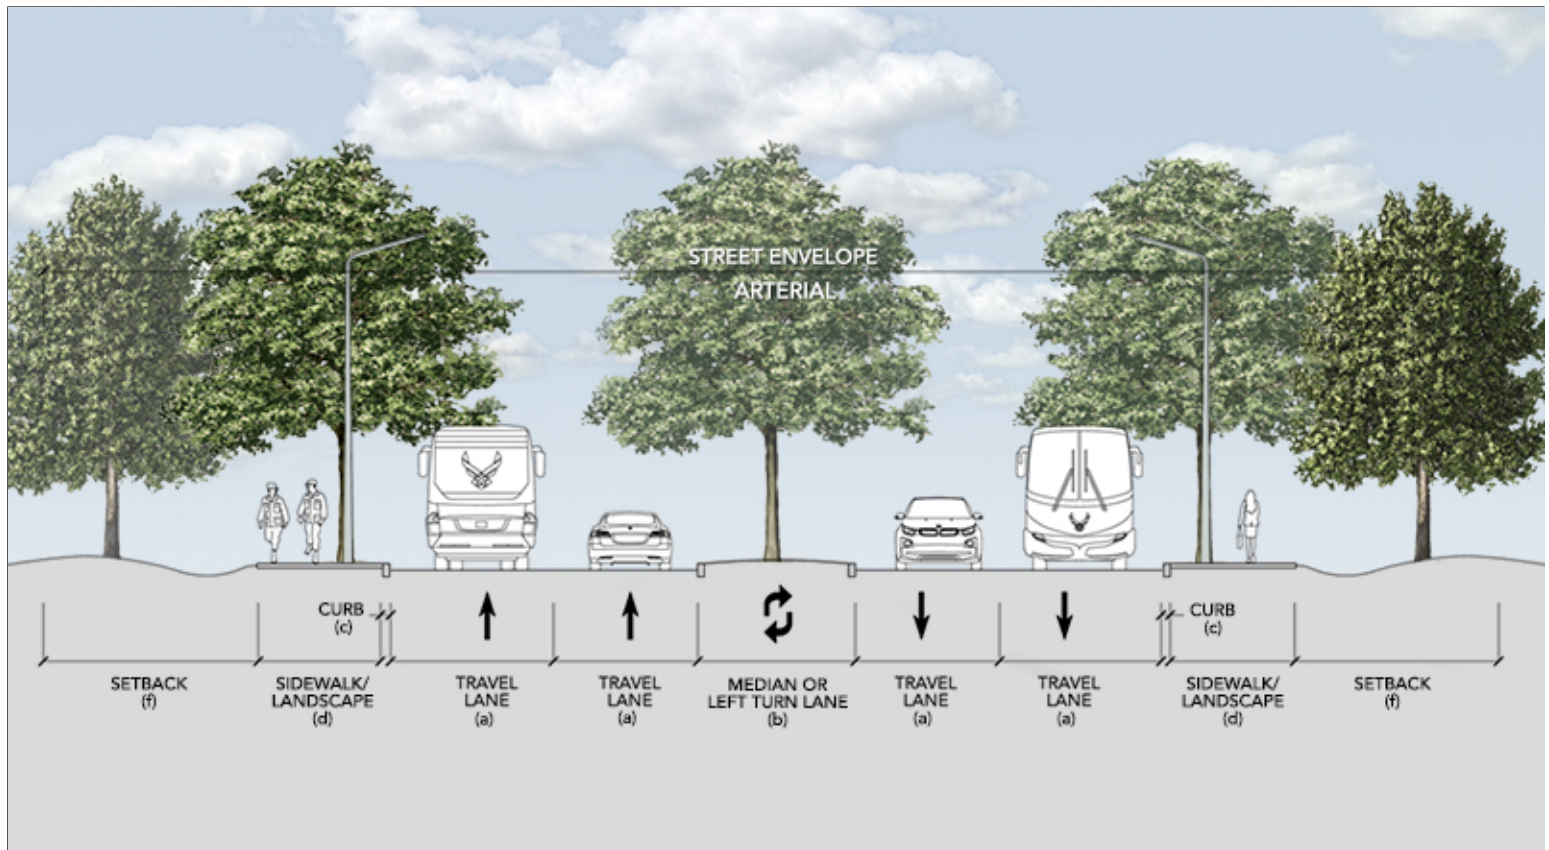 STREET ENVELOPE
ARTERIAL
CURB
(c)
CURB
(c)
SETBACK
(f)
SIDEWALK/
LANDSCAPE
(d)
TRAVEL
LANE
(a)
TRAVEL
LANE
(a)
MEDIAN OR
LEFT TURN LANE
(b)
TRAVEL
LANE
(a)
TRAVEL
LANE
(a)
SIDEWALK/
LANDSCAPE
(d)
SETBACK
(f)